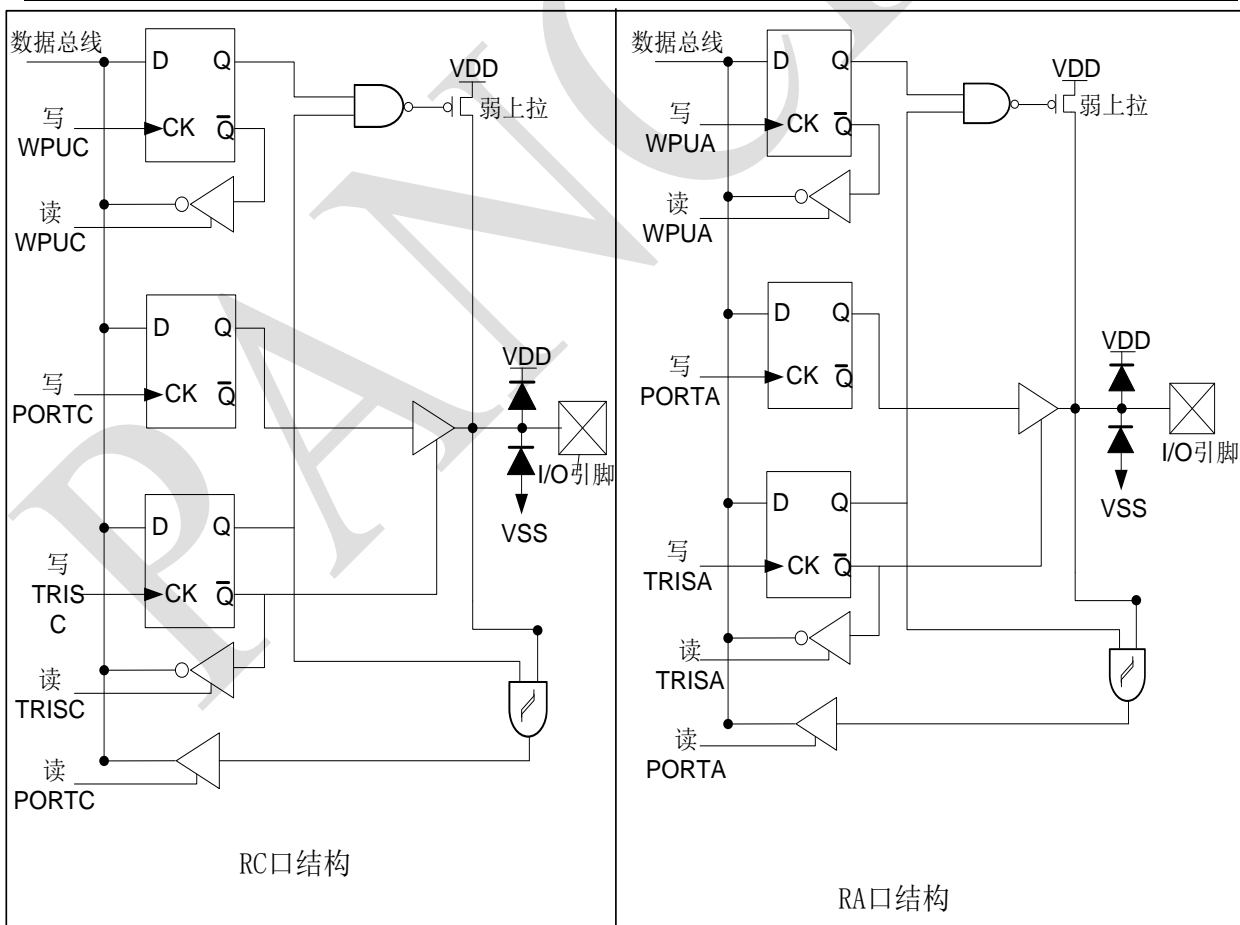 数据总线
D Q
写
WPUC
CK Q
读
WPUC
VDD
弱上拉
D Q
写
PORTC
CK Q
VDD
I/O引脚
VSS
D Q
写
TRIS
C
CK Q
读
TRISC
读
PORTC
RC口结构
数据总线
D Q
写
WPUA
CK Q
读
WPUA
VDD
弱上拉
D Q
写
PORTA
CK Q
VDD
I/O引脚
VSS
D Q
写
TRISA
CK Q
读
TRISA
读
PORTA
RA口结构
PANC